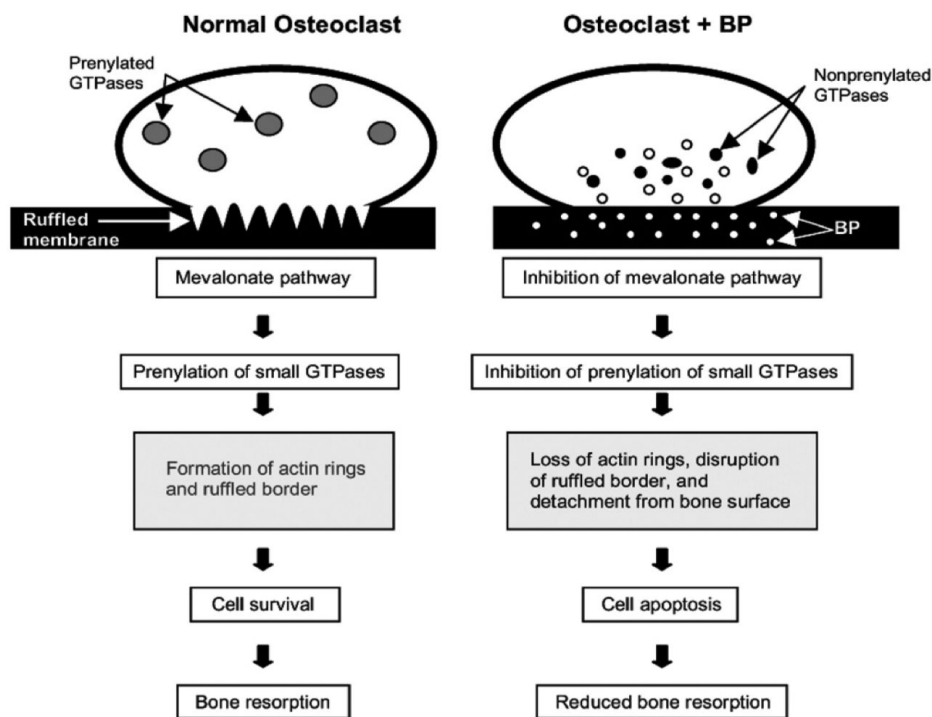 Normal Osteoclast
Prenylated
GTPases
Ruffled
membrane
Mevalonate pathway
Prenylation of small GTPases
Formation of actin rings
and ruffled border
Cell survival
Bone resorption
Osteoclast + BP
Nonprenylated
GTPases
BP
Inhibition of mevalonate pathway
Inhibition of prenylation of small GTPases
Loss of actin rings, disruption
of ruffled border, and
detachment from bone surface
Cell apoptosis
Reduced bone resorption